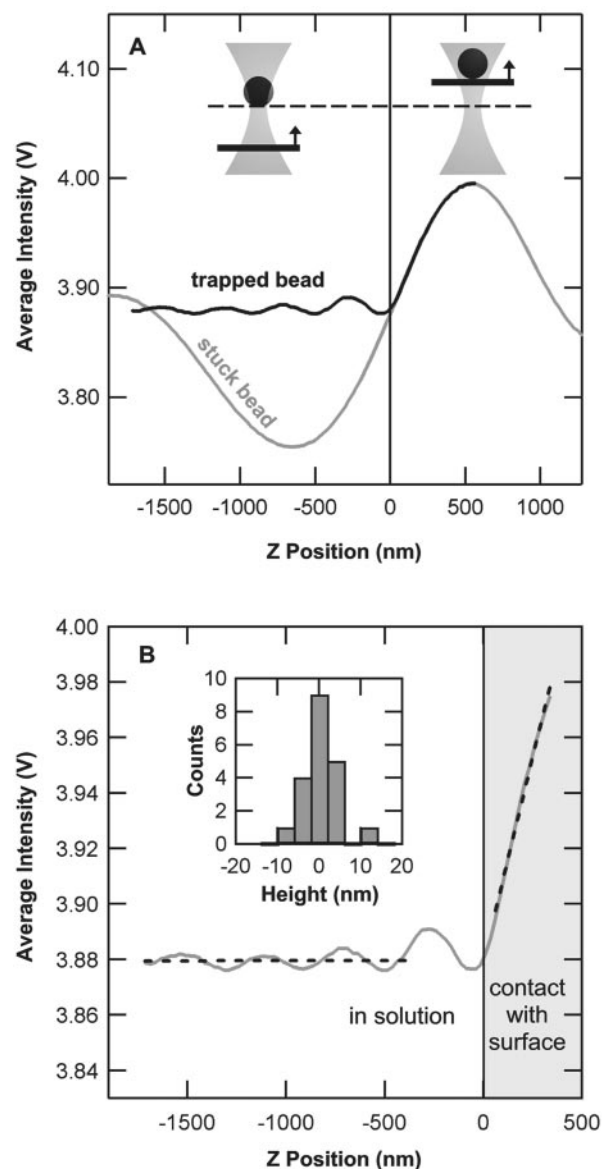 A
4.10
4.00
3.90
3.80
Average Intensity (V)
trapped bead
stuck bead
-1500 -1000 -500 0 500 1000
Z Position (nm)
B
4.00
3.98
3.96
3.94
3.92
3.90
3.88
3.86
3.84
Average Intensity (V)
10
8
6
4
2
0
Counts
-20 -10 0 10 20
Height (nm)
in solution
contact
with
surface
-1500 -1000 -500 0 500
Z Position (nm)